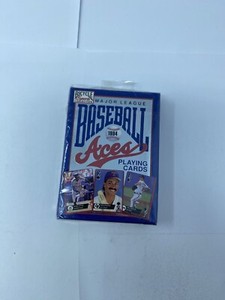 BICYCLE
MAJOR LEAGUE
BASEBALL
1994
Aces
PLAYING
CARDS